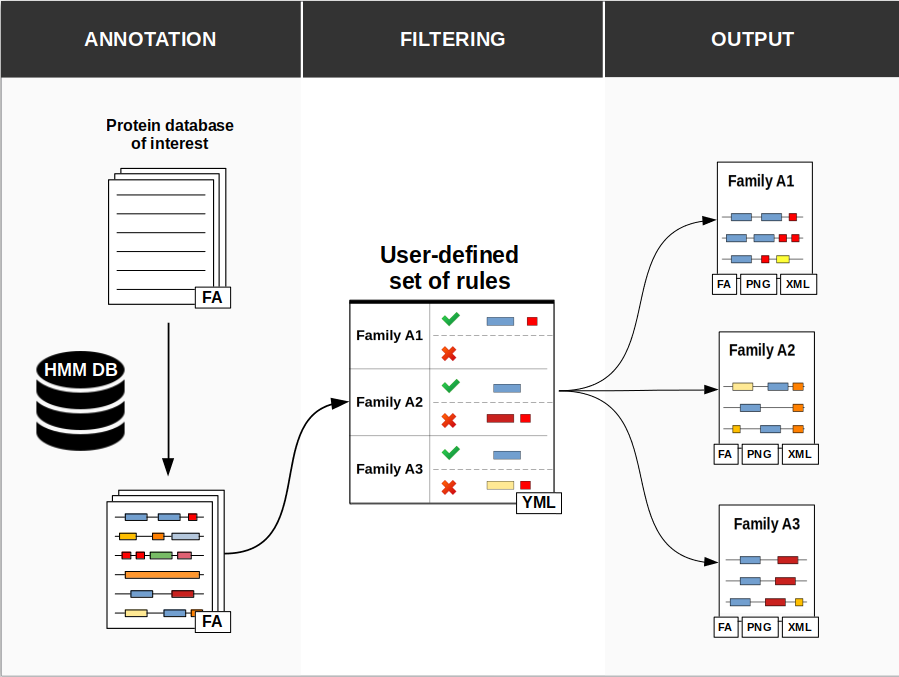 ANNOTATION
FILTERING
OUTPUT
Protein database
of interest
FA
HMM DB
FA
User-defined
set of rules
Family A1
Family A2
Family A3
YML
Family A1
FA
PNG
XML
Family A2
FA
PNG
XML
Family A3
FA
PNG
XML